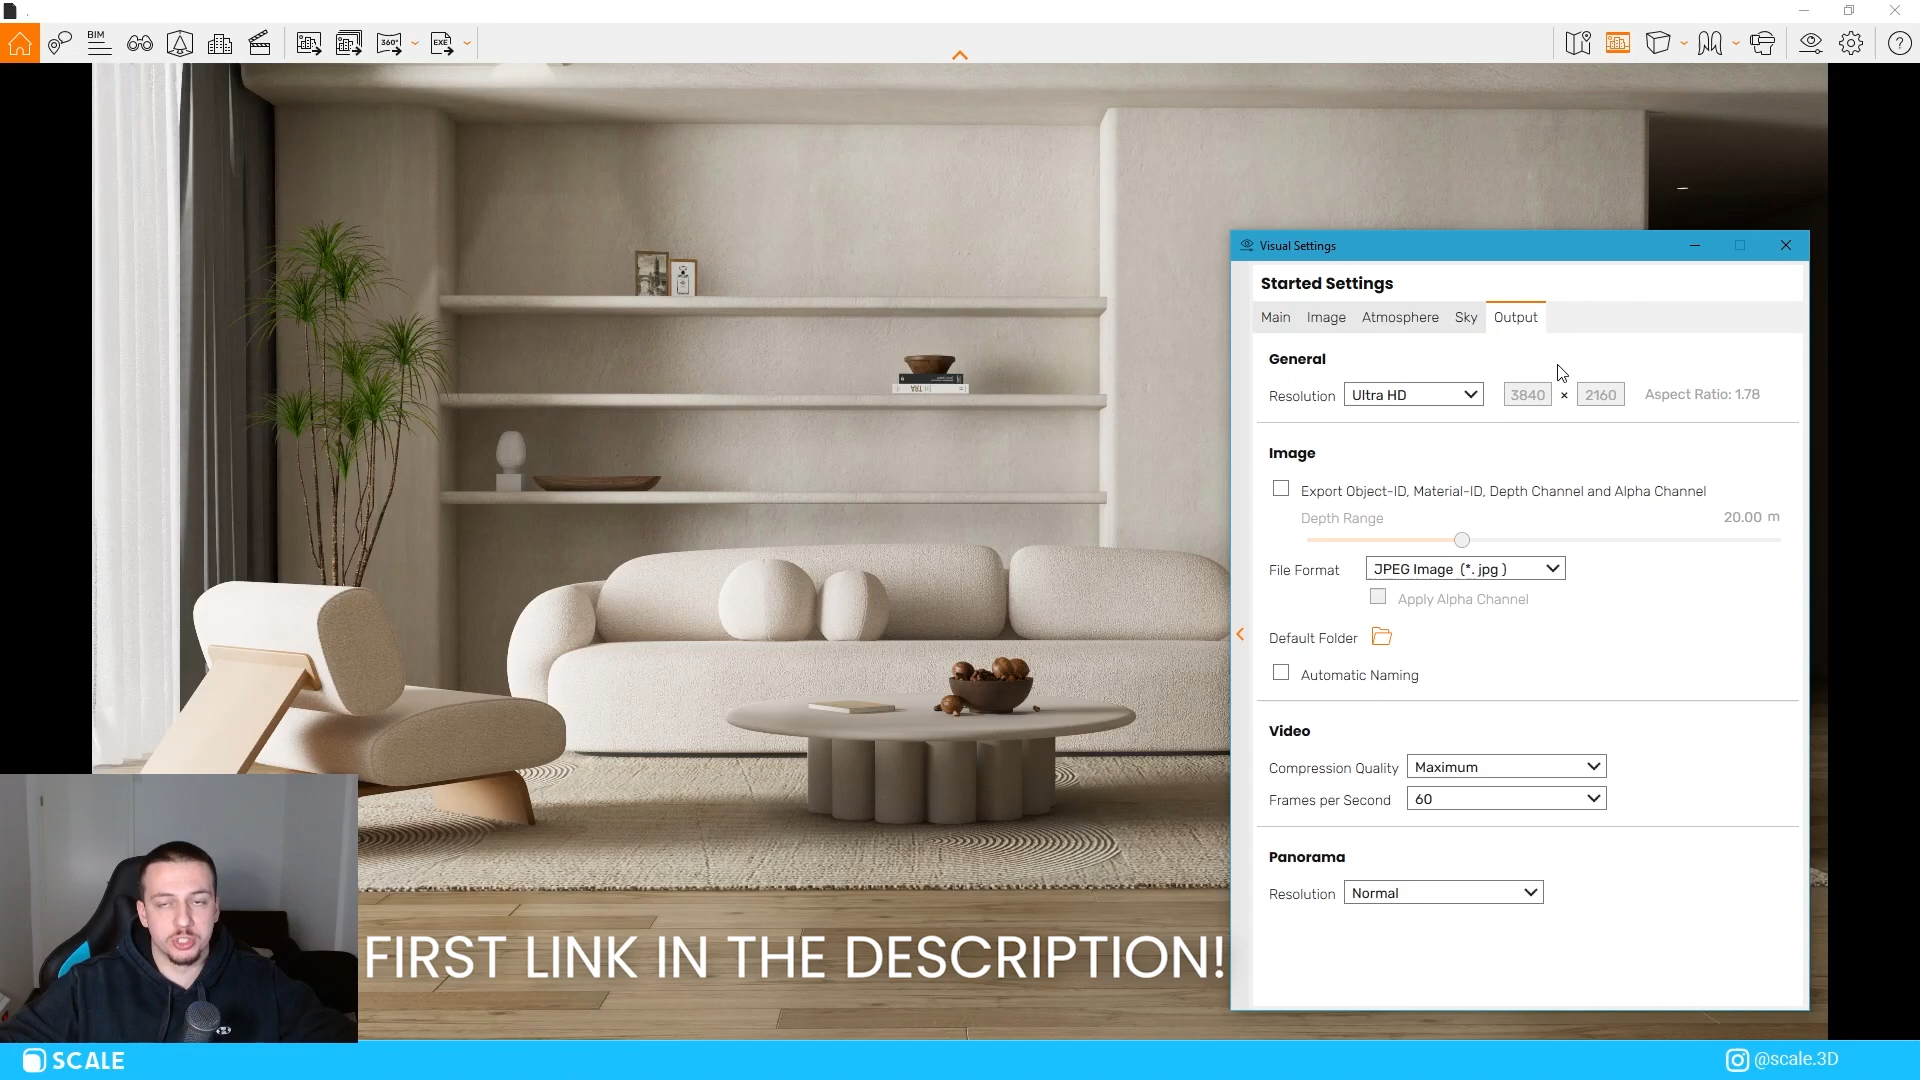 BIM
360°
EXE
Visual Settings
Started Settings
Main Image Atmosphere Sky Output
General
Resolution Ultra HD 3840 × 2160 Aspect Ratio: 1.78
Image
Export Object-ID, Material-ID, Depth Channel and Alpha Channel
Depth Range 20.00 m
File Format JPEG Image (*. jpg )
Apply Alpha Channel
Default Folder
Automatic Naming
Video
Compression Quality Maximum
Frames per Second 60
Panorama
Resolution Normal
FIRST LINK IN THE DESCRIPTION!
SCALE
@scale.3D